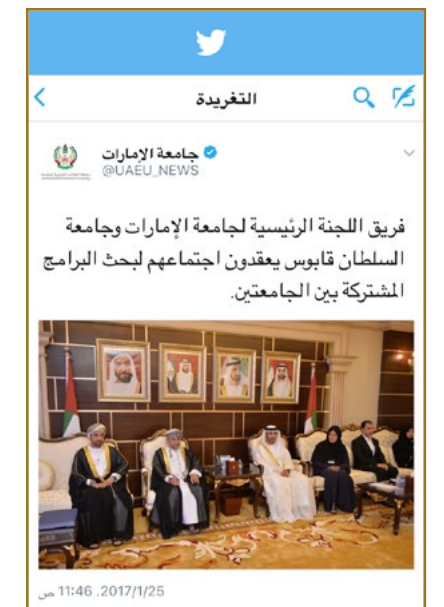 التغريدة
جامعة الإمارات
@UAEU_NEWS
فريق اللجنة الرئيسية لجامعة الإمارات وجامعة
السلطان قابوس يعقدون اجتماعهم لبحث البرامج
المشتركة بين الجامعتين.
2017/1/25، 11:46 ص